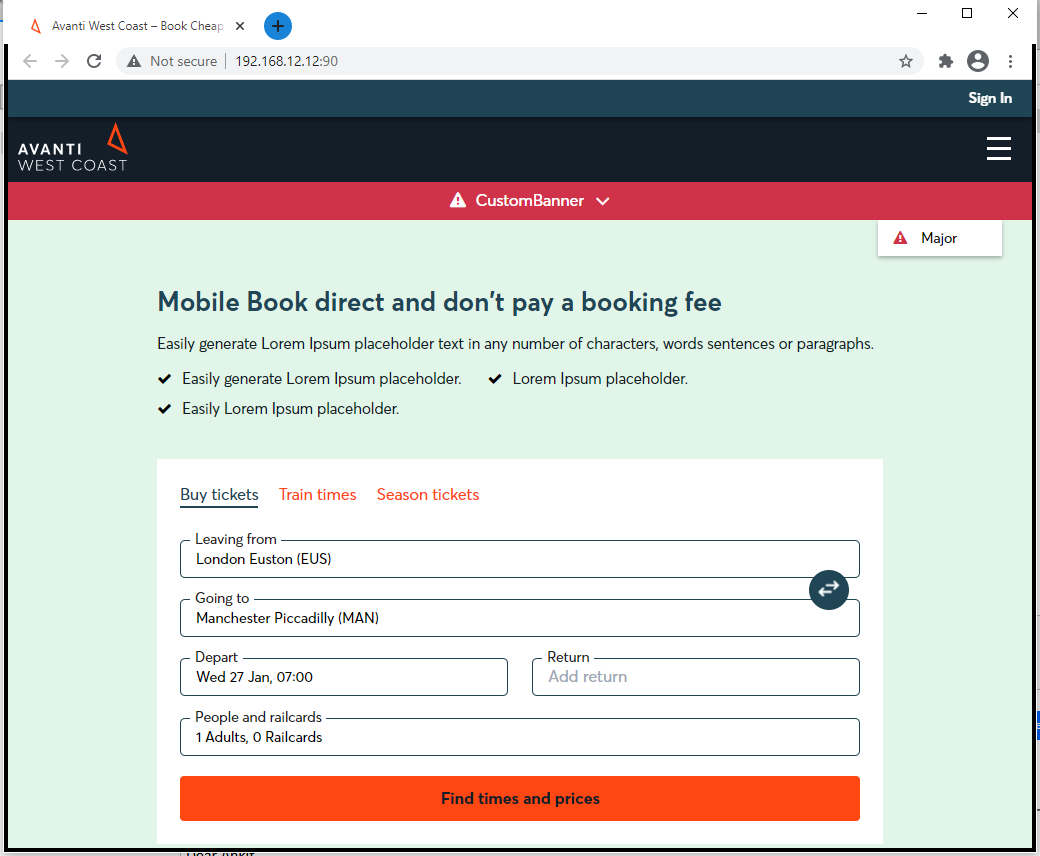 Avanti West Coast – Book Cheap
Not secure 192.168.12.12:90
Sign In
AVANTI
WEST COAST
CustomBanner
Major
Mobile Book direct and don't pay a booking fee
Easily generate Lorem Ipsum placeholder text in any number of characters, words sentences or paragraphs.
Easily generate Lorem Ipsum placeholder. Lorem Ipsum placeholder.
Easily Lorem Ipsum placeholder.
Buy tickets Train times Season tickets
Leaving from
London Euston (EUS)
Going to
Manchester Piccadilly (MAN)
Depart Return
Wed 27 Jan, 07:00 Add return
People and railcards
1 Adults, 0 Railcards
Find times and prices